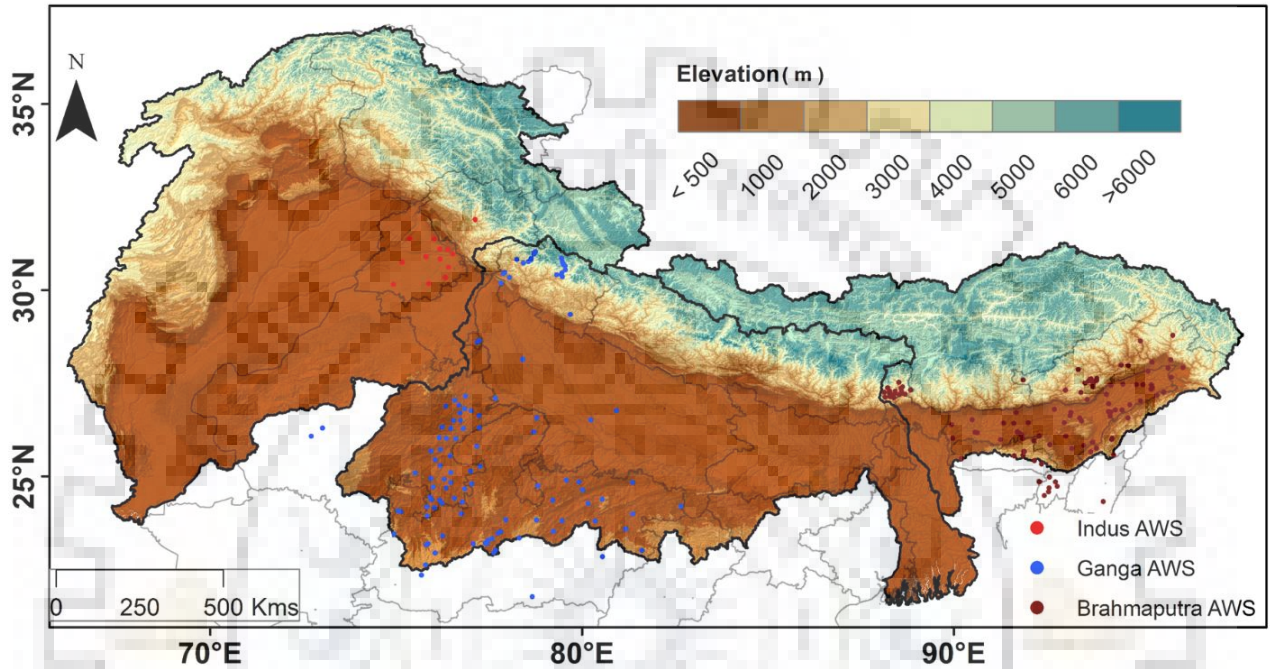 N
Elevation ( m )
< 500 1000 2000 3000 4000 5000 6000 >6000
35°N
30°N
25°N
Indus AWS
Ganga AWS
Brahmaputra AWS
0 250 500 Kms
70°E 80°E 90°E